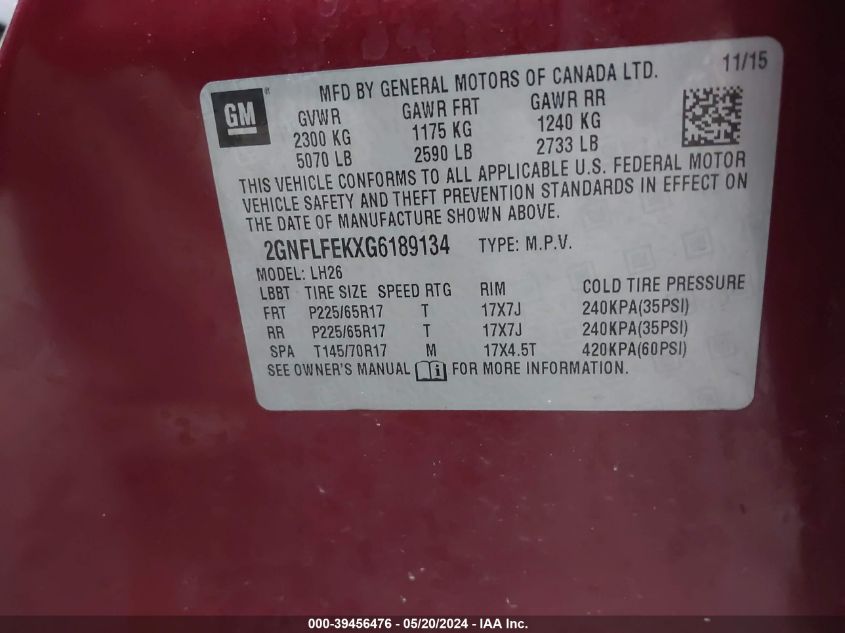 MFD BY GENERAL MOTORS OF CANADA LTD. 11/15
GM
GVWR GAWR FRT GAWR RR
2300 KG 1175 KG 1240 KG
5070 LB 2590 LB 2733 LB
THIS VEHICLE CONFORMS TO ALL APPLICABLE U.S. FEDERAL MOTOR
VEHICLE SAFETY AND THEFT PREVENTION STANDARDS IN EFFECT ON
THE DATE OF MANUFACTURE SHOWN ABOVE.
2GNFLFEKXG6189134 TYPE: M.P.V.
MODEL: LH26
LBBT TIRE SIZE SPEED RTG RIM COLD TIRE PRESSURE
FRT P225/65R17 T 17X7J 240KPA(35PSI)
RR P225/65R17 T 17X7J 240KPA(35PSI)
SPA T145/70R17 M 17X4.5T 420KPA(60PSI)
SEE OWNER'S MANUAL FOR MORE INFORMATION.
000-39456476 - 05/20/2024 - IAA Inc.